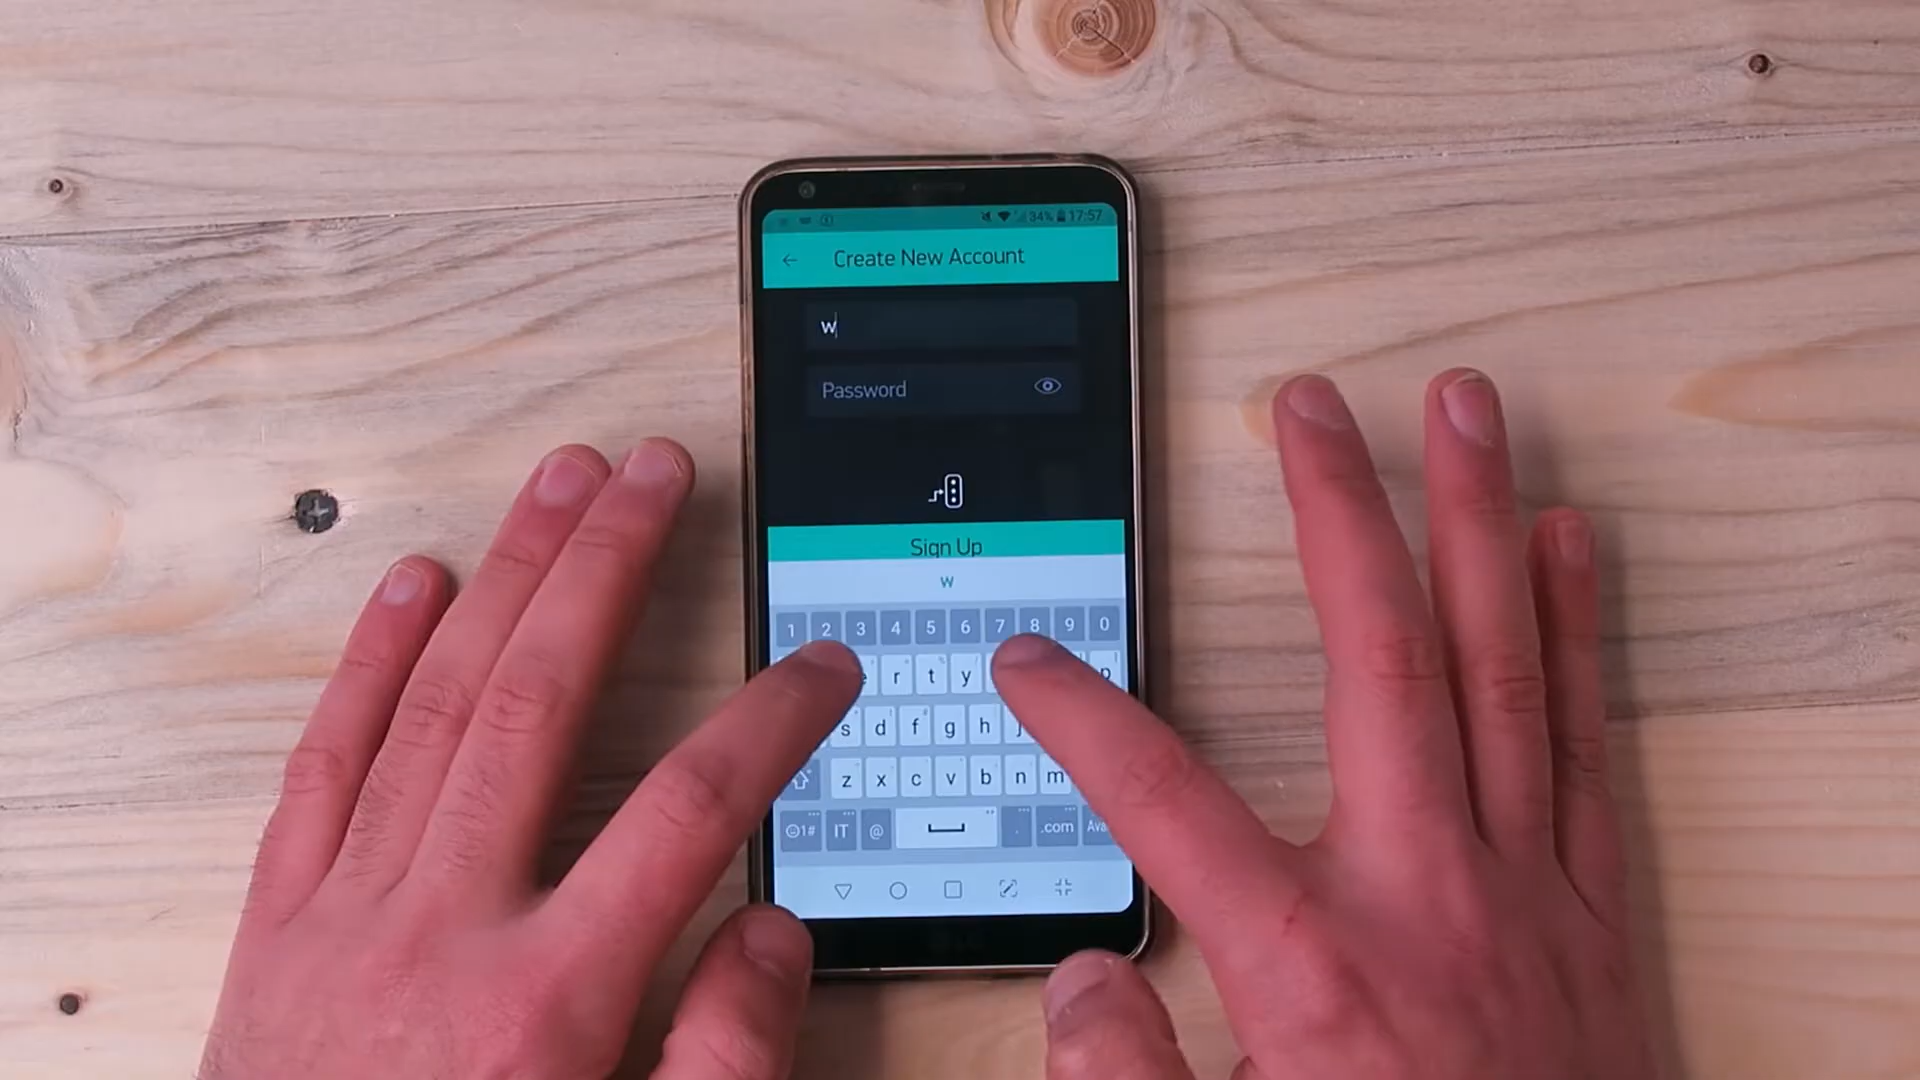 34% 17:57
Create New Account
w
Password
Sign Up
w
1 2 3 4 5 6 7 8 9 0
r t y p
s d f g h j
z x c v b n m
1# IT @ . .com